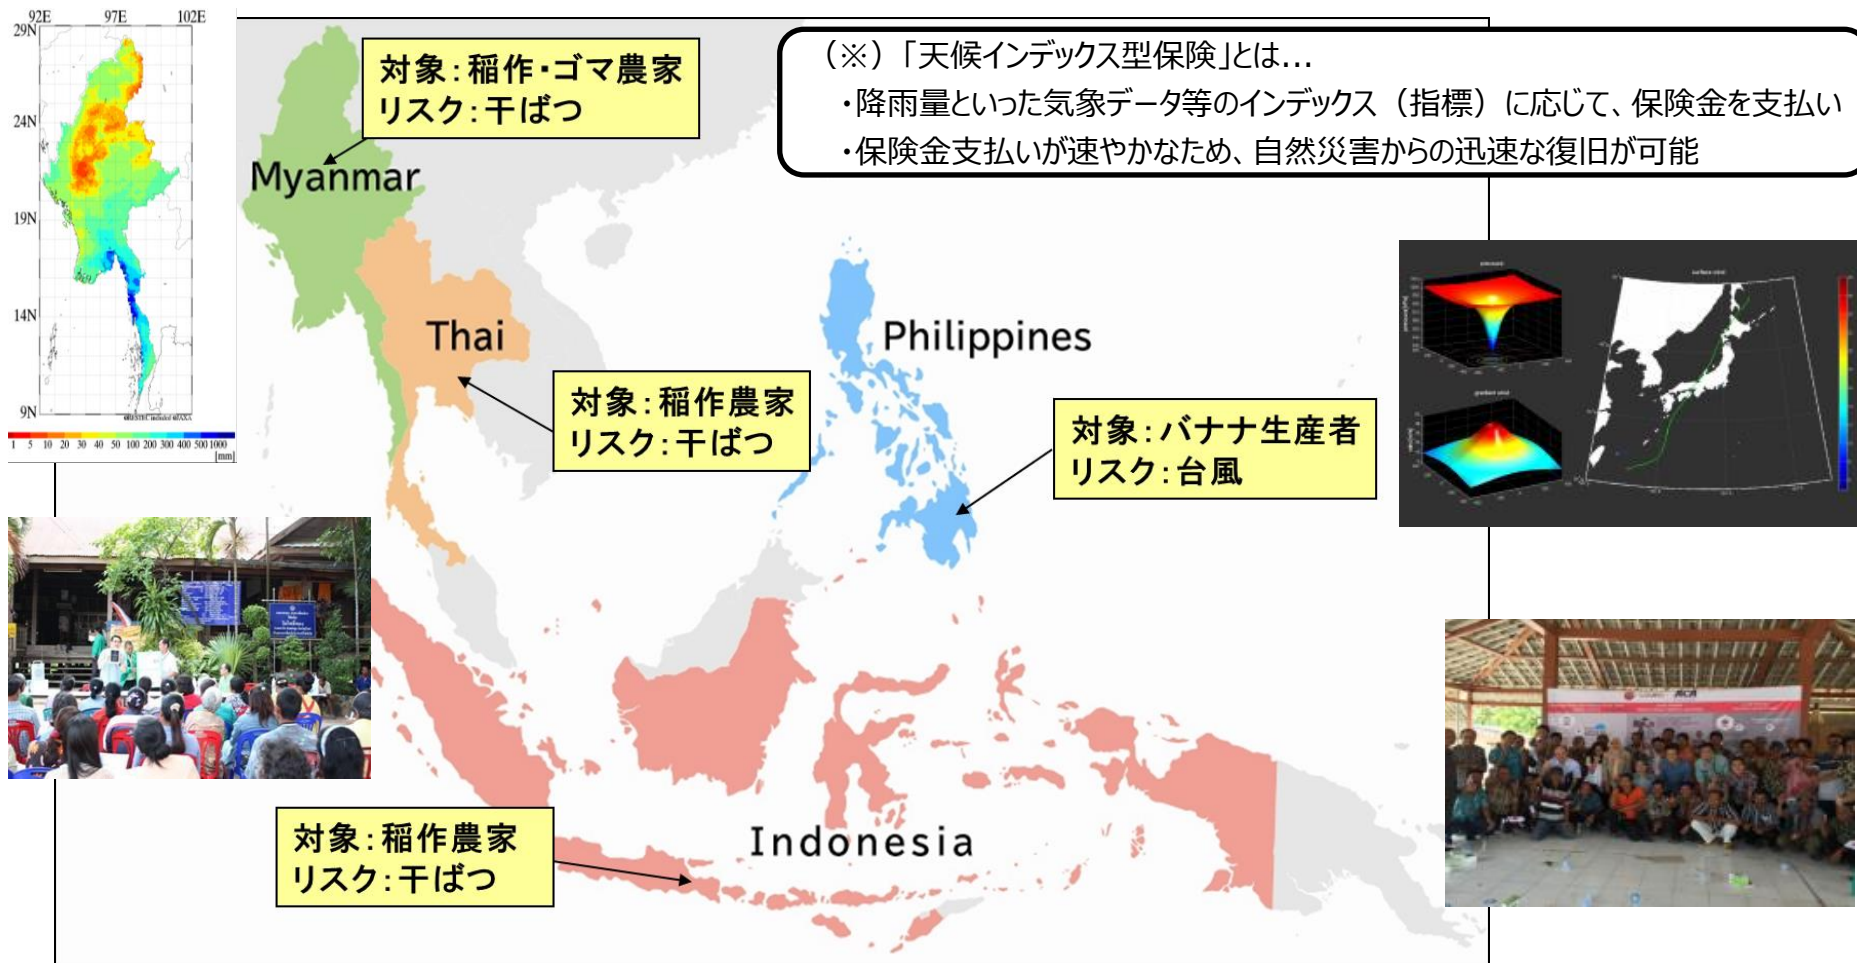 92E 97E 102E
29N
24N
19N
14N
9N
1 5 10 20 30 40 50 100 200 300 400 500 1000
[mm]
対象：稲作・ゴマ農家
リスク：干ばつ
（※）「天候インデックス型保険」とは…
・降雨量といった気象データ等のインデックス（指標）に応じて、保険金を支払い
・保険金支払いが速やかなため、自然災害からの迅速な復旧が可能
Myanmar
Thai
Philippines
対象：稲作農家
リスク：干ばつ
対象：バナナ生産者
リスク：台風
surface wind
gradient wind
Indonesia
対象：稲作農家
リスク：干ばつ